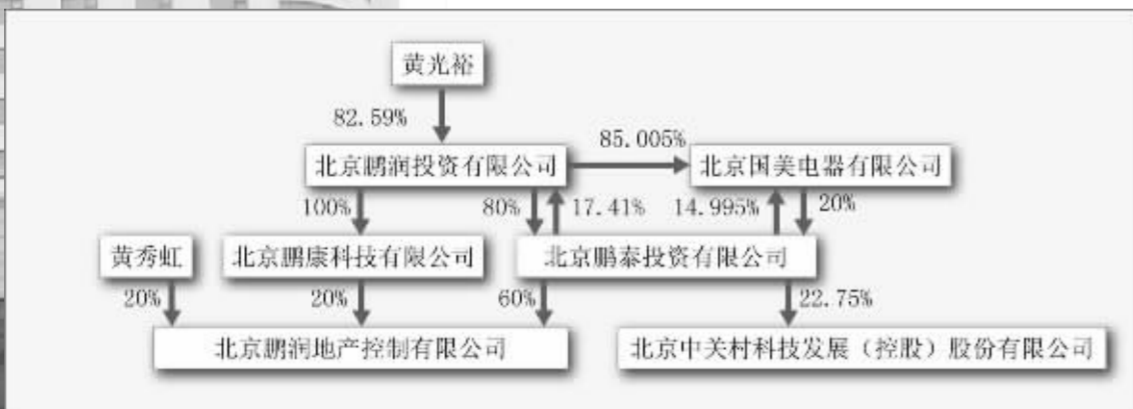 黄光裕
82.59%
85.005%
北京鹏润投资有限公司
北京国美电器有限公司
100%
80%
17.41%
14.995%
20%
黄秀虹
北京鹏康科技有限公司
北京鹏泰投资有限公司
20%
20%
60%
22.75%
北京鹏润地产控制有限公司
北京中关村科技发展（控股）股份有限公司